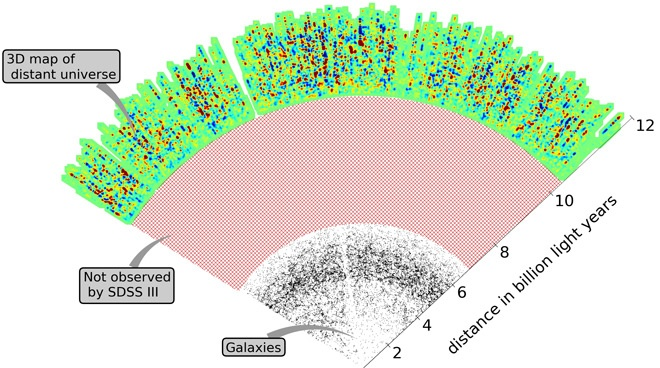 3D map of
distant universe
12
10
Not observed
by SDSS III
8
6
4
2
Galaxies
distance in billion light years